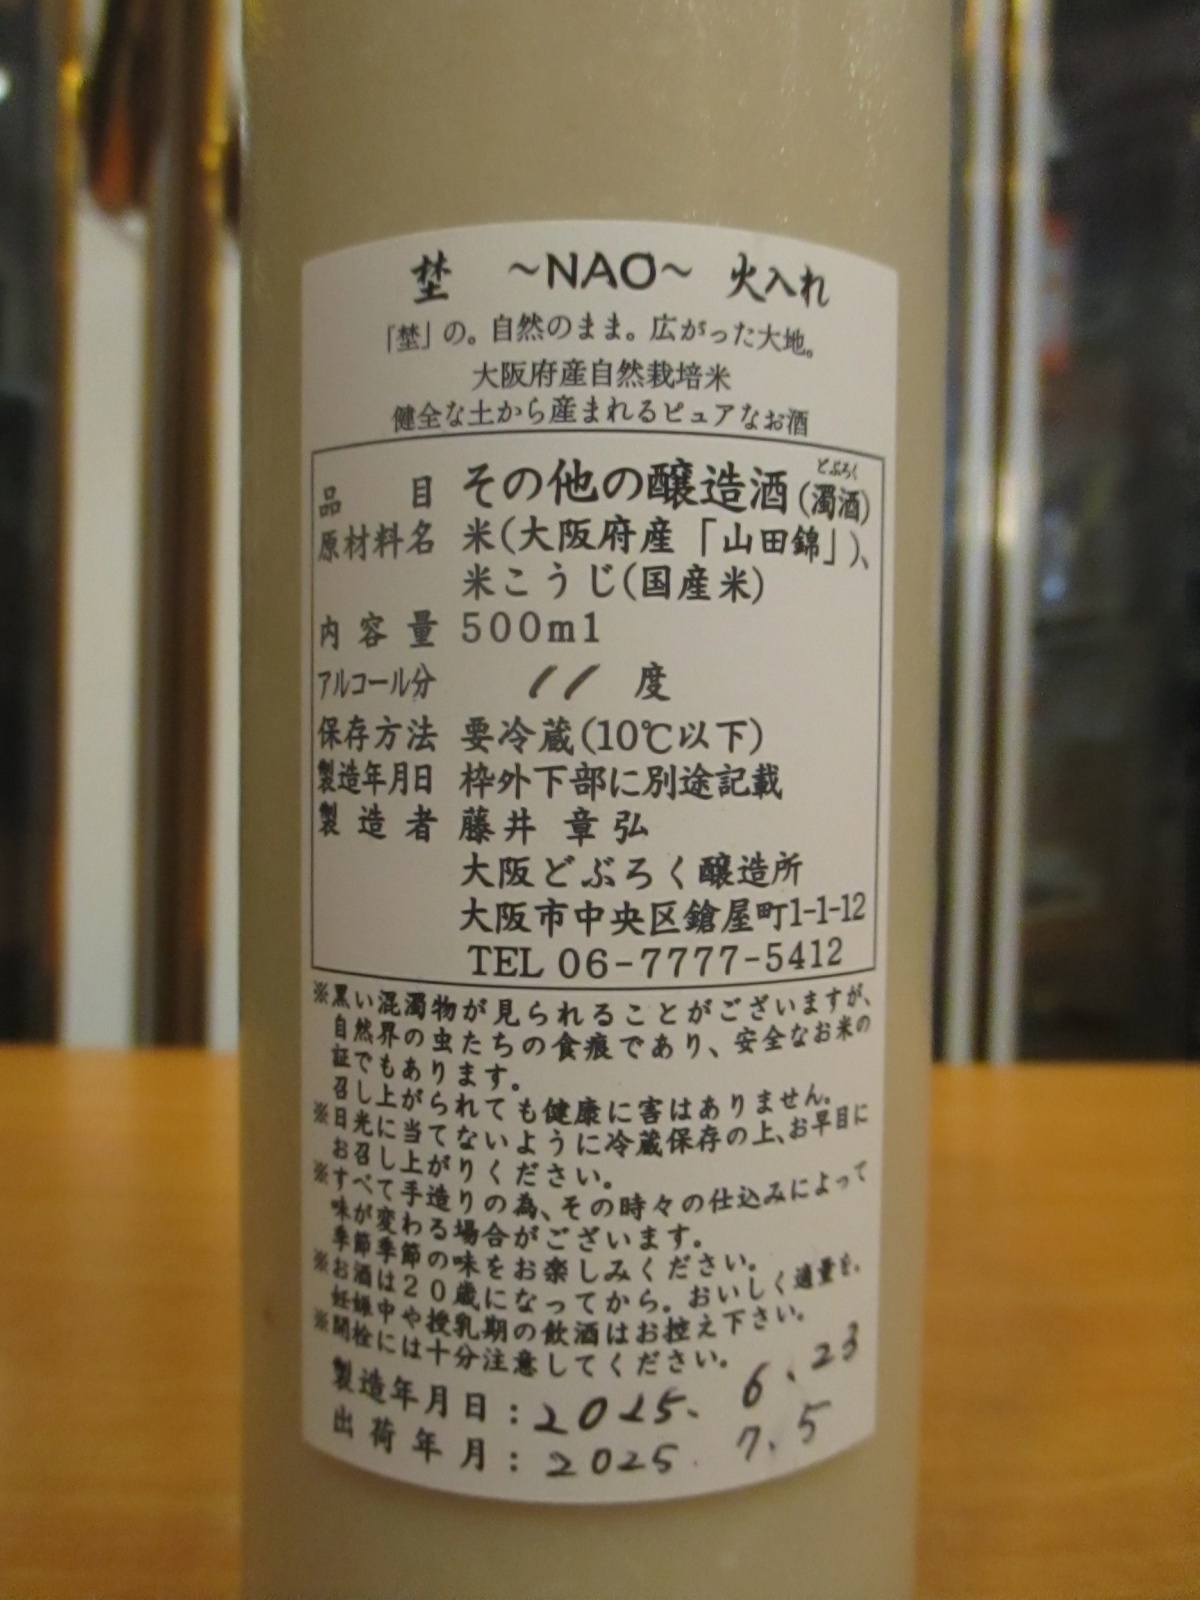 埜 ～NAO～ 火入れ
「埜」の。自然のまま。広がった大地。
大阪府産自然栽培米
健全な土から産まれるピュアなお酒
どぶろく
品目 その他の醸造酒(濁酒)
原材料名 米(大阪府産「山田錦」)、
米こうじ(国産米)
内容量 500ml
アルコール分 11 度
保存方法 要冷蔵(10℃以下)
製造年月日 枠外下部に別途記載
製造者 藤井 章弘
大阪どぶろく醸造所
大阪市中央区鎗屋町1-1-12
TEL 06-7777-5412
※黒い混濁物が見られることがございますが、
自然界の虫たちの食痕であり、安全なお米の
証でもあります。
召し上がられても健康に害はありません。
※日光に当てないように冷蔵保存の上、お早目に
お召し上がりください。
※すべて手造りの為、その時々の仕込みによって
味が変わる場合がございます。
季節季節の味をお楽しみください。
※お酒は20歳になってから。おいしく適量を。
妊娠中や授乳期の飲酒はお控え下さい。
※開栓には十分注意してください。
製造年月日：2025. 6.23
出荷年月：2025. 7.5